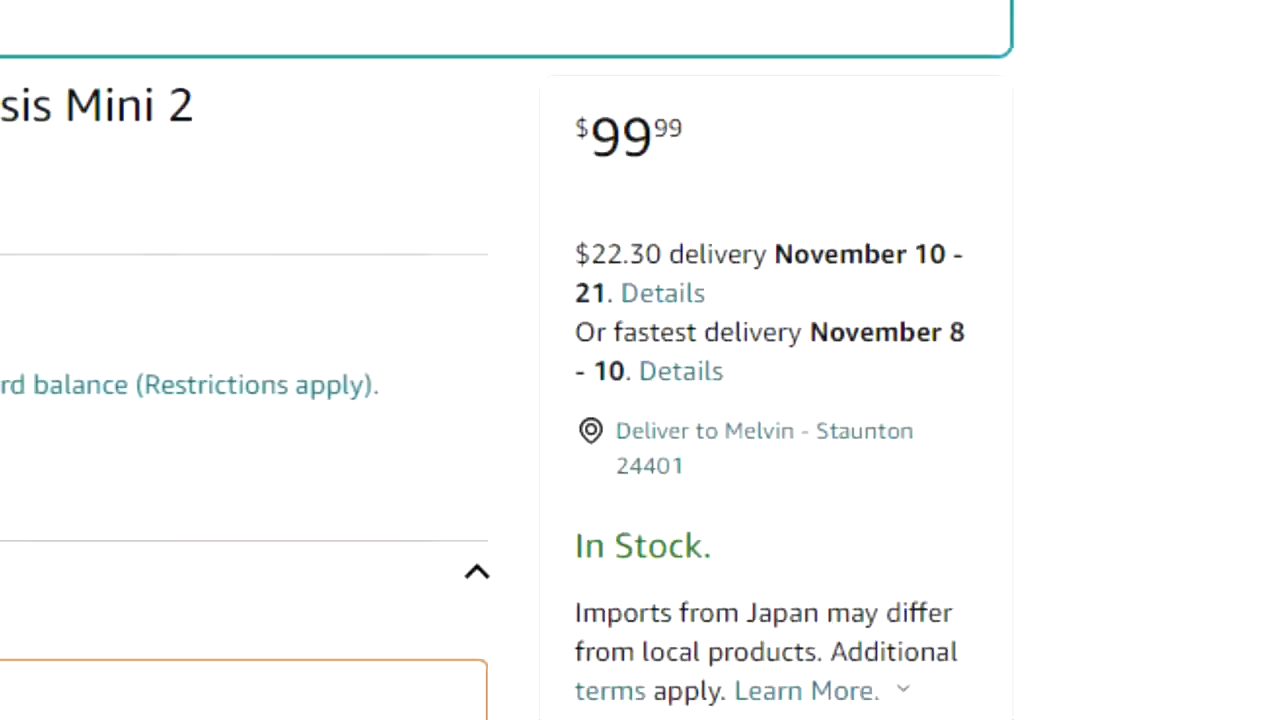 sis Mini 2
rd balance (Restrictions apply).
$99 99
$22.30 delivery November 10 -
21. Details
Or fastest delivery November 8
- 10. Details
Deliver to Melvin - Staunton
24401
In Stock.
Imports from Japan may differ
from local products. Additional
terms apply. Learn More.